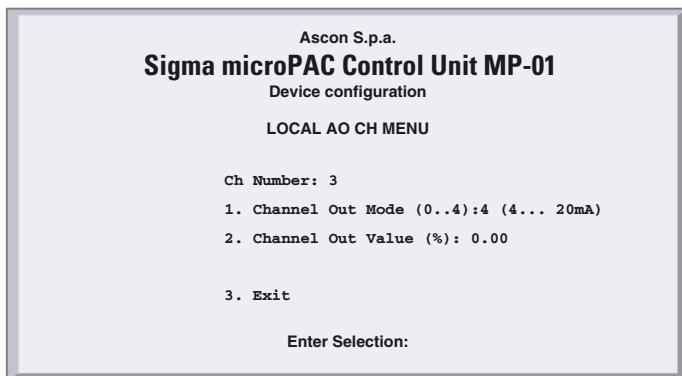 Ascon S.p.a.
Sigma microPAC Control Unit MP-01
Device configuration
LOCAL AO CH MENU
Ch Number: 3
1. Channel Out Mode (0..4):4 (4... 20mA)
2. Channel Out Value (%): 0.00
3. Exit
Enter Selection: